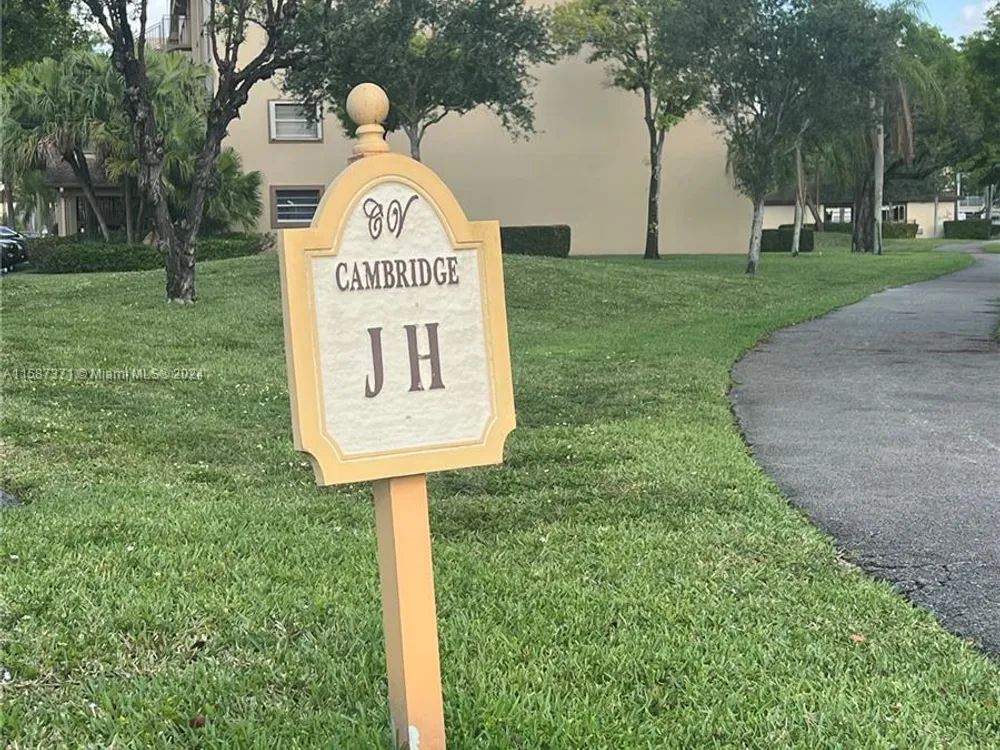 CV
CAMBRIDGE
J H
A11587371 © Miami MLS® 2024